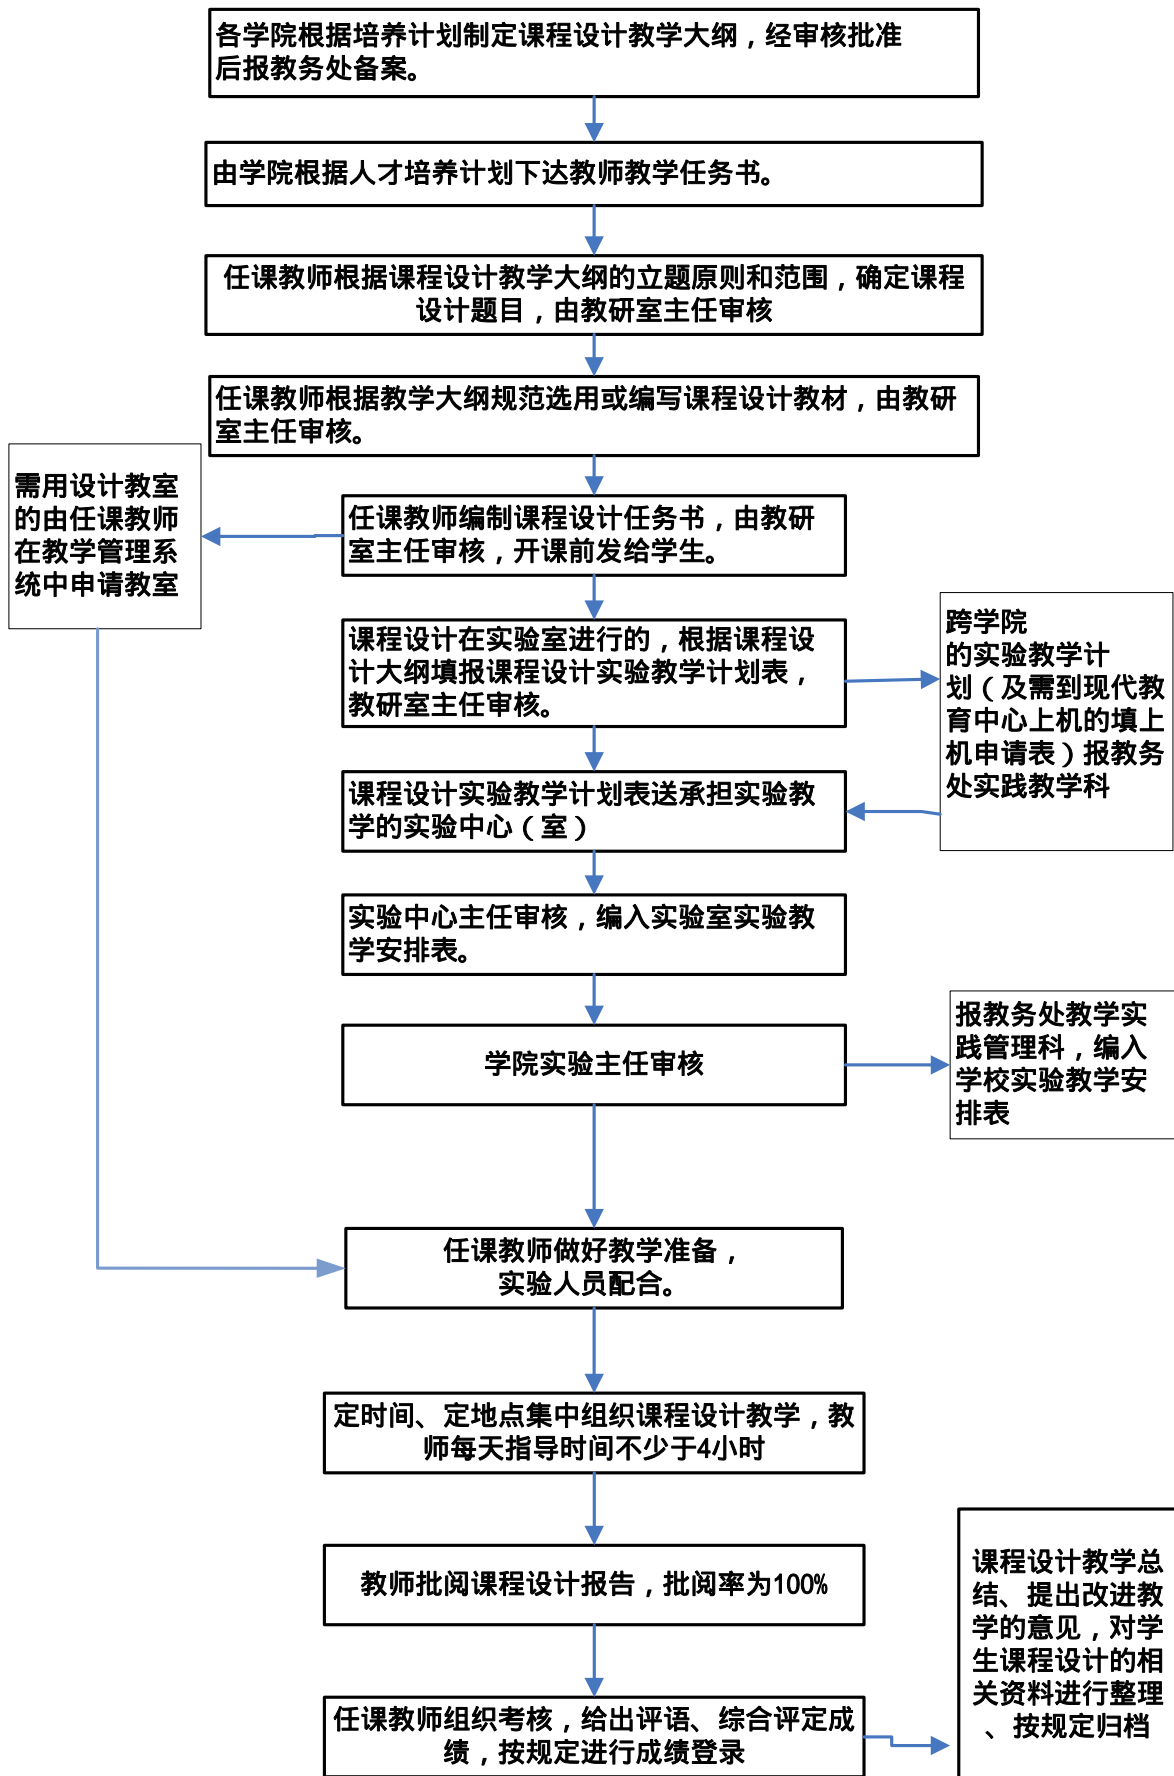 各学院根据培养计划制定课程设计教学大纲，经审核批准
后报教务处备案。
由学院根据人才培养计划下达教师教学任务书。
任课教师根据课程设计教学大纲的立题原则和范围，确定课程
设计题目，由教研室主任审核
任课教师根据教学大纲规范选用或编写课程设计教材，由教研
室主任审核。
需用设计教室
的由任课教师
在教学管理系
统中申请教室
任课教师编制课程设计任务书，由教研
室主任审核，开课前发给学生。
课程设计在实验室进行的，根据课程设
计大纲填报课程设计实验教学计划表，
教研室主任审核。
跨学院
的实验教学计
划（及需到现代教
育中心上机的填上
机申请表）报教务
处实践教学科
课程设计实验教学计划表送承担实验教
学的实验中心（室）
实验中心主任审核，编入实验室实验教
学安排表。
学院实验主任审核
报教务处教学实
践管理科，编入
学校实验教学安
排表
任课教师做好教学准备，
实验人员配合。
定时间、定地点集中组织课程设计教学，教
师每天指导时间不少于4小时
教师批阅课程设计报告，批阅率为100%
任课教师组织考核，给出评语、综合评定成
绩，按规定进行成绩登录
课程设计教学总
结、提出改进教
学的意见，对学
生课程设计的相
关资料进行整理
、按规定归档